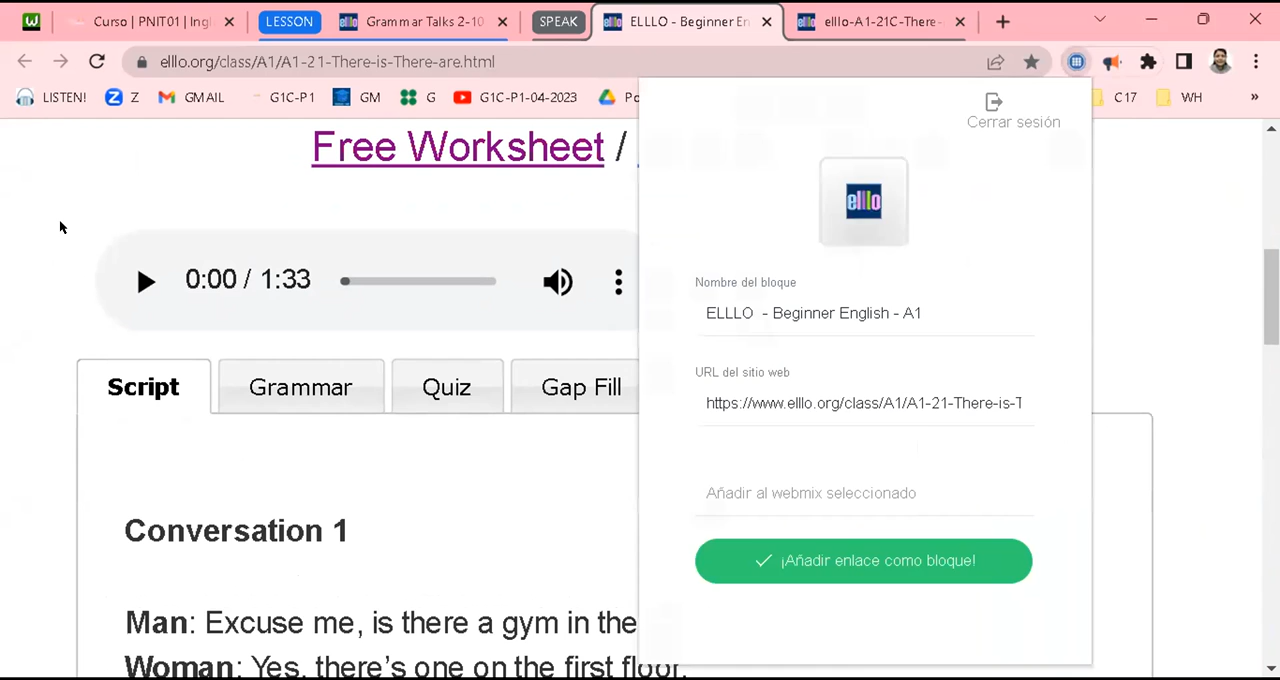 Curso | PNIT01 | Ingl
LESSON
elllo
Grammar Talks 2-10
SPEAK
elllo
ELLLO - Beginner En
elllo
elllo-A1-21C-There-
elllo.org/class/A1/A1-21-There-is-There-are.html
LISTEN!
Z
GMAIL
G1C-P1
GM
G
G1C-P1-04-2023
Po
C17
WH
»
Free Worksheet /
0:00 / 1:33
Script
Grammar
Quiz
Gap Fill
Conversation 1
Man: Excuse me, is there a gym in the
Woman: Yes, there's one on the first floor.
Cerrar sesión
elllo
Nombre del bloque
ELLLO - Beginner English - A1
URL del sitio web
https://www.elllo.org/class/A1/A1-21-There-is-T
Añadir al webmix seleccionado
¡Añadir enlace como bloque!